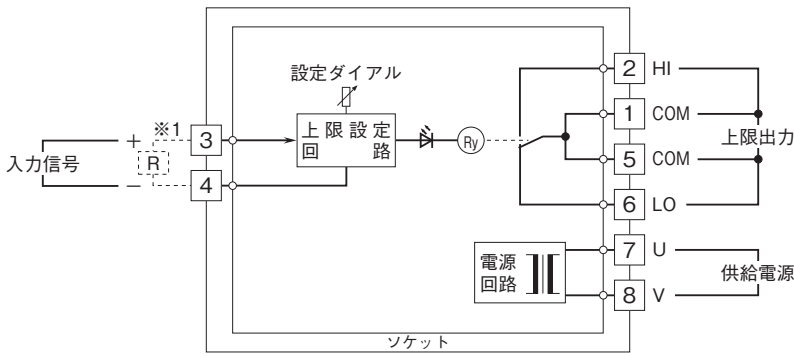 設定ダイアル
上限設定
回 路
Ry
入力信号
＋
－
※1
R
3
4
2 HI
1 COM
5 COM
6 LO
上限出力
電源
回路
7 U
8 V
供給電源
ソケット